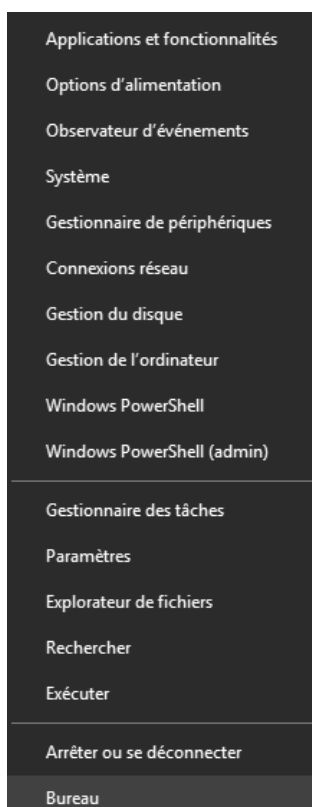 Applications et fonctionnalités
Options d’alimentation
Observateur d’événements
Système
Gestionnaire de périphériques
Connexions réseau
Gestion du disque
Gestion de l’ordinateur
Windows PowerShell
Windows PowerShell (admin)
Gestionnaire des tâches
Paramètres
Explorateur de fichiers
Rechercher
Exécuter
Arrêter ou se déconnecter
Bureau